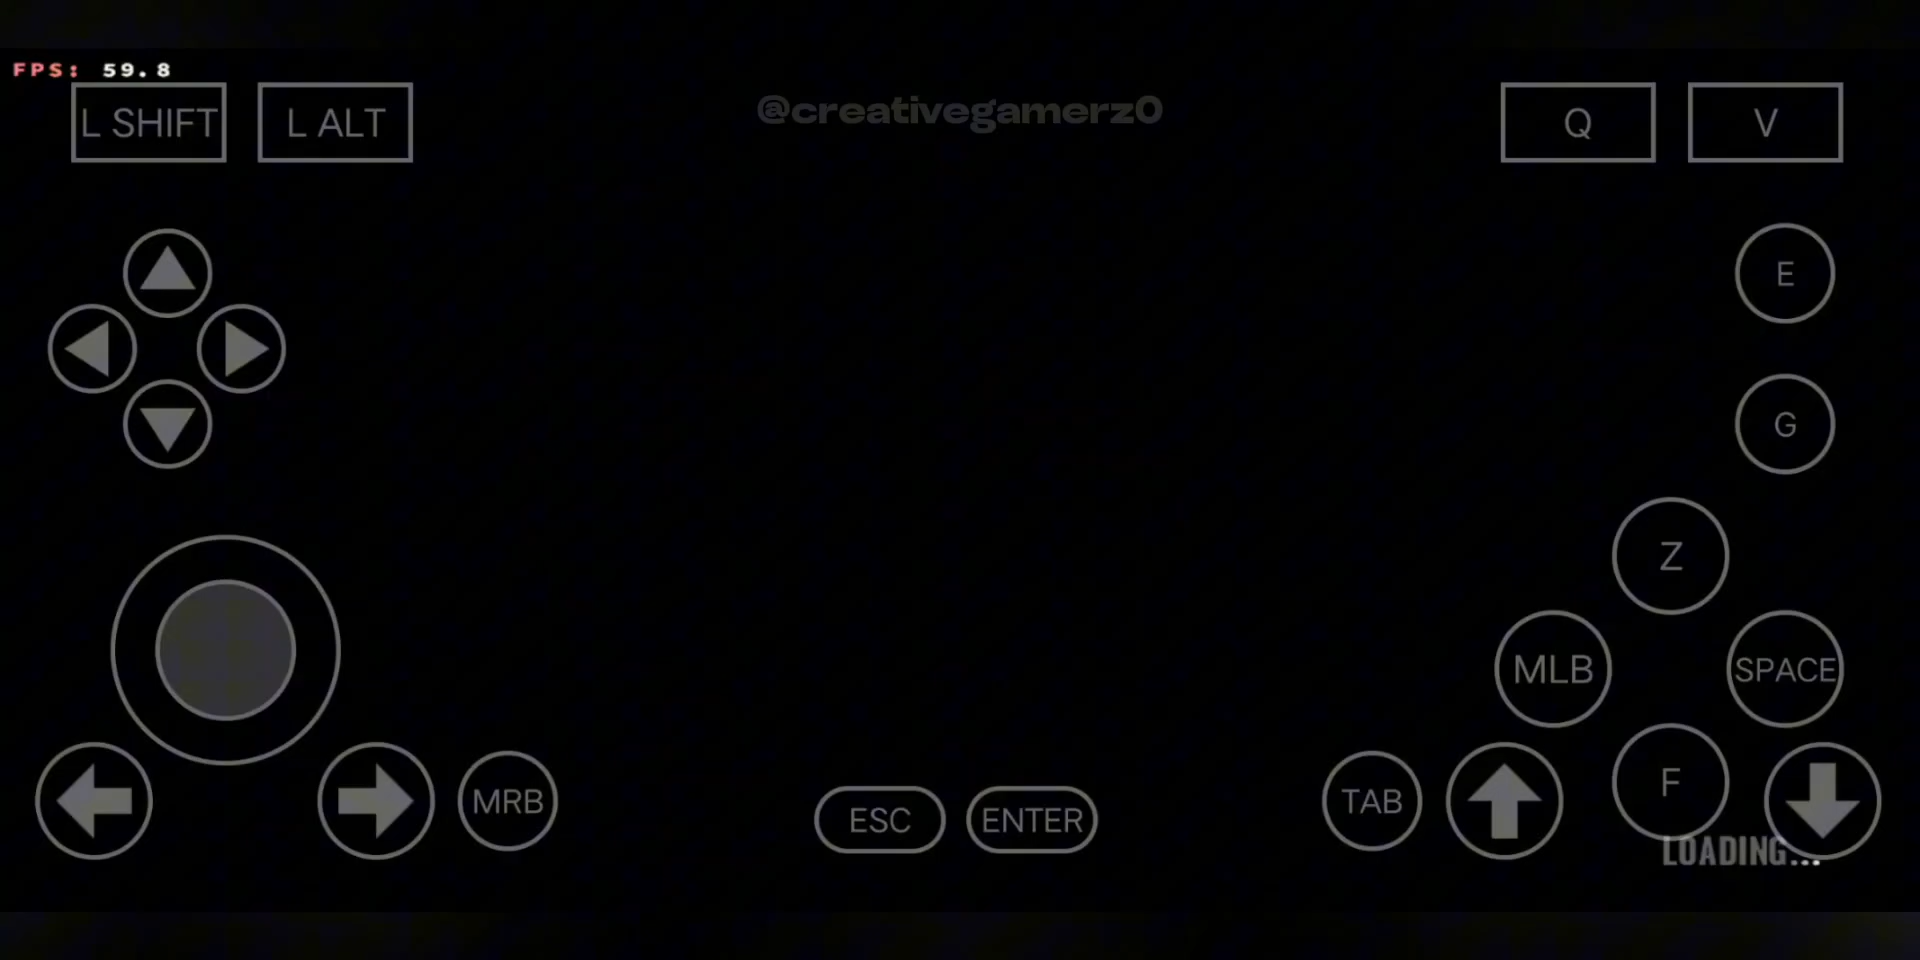 FPS: 59.8
L SHIFT
L ALT
@creativegamerz0
Q
V
E
G
Z
MLB
SPACE
F
MRB
ESC
ENTER
TAB
LOADING...